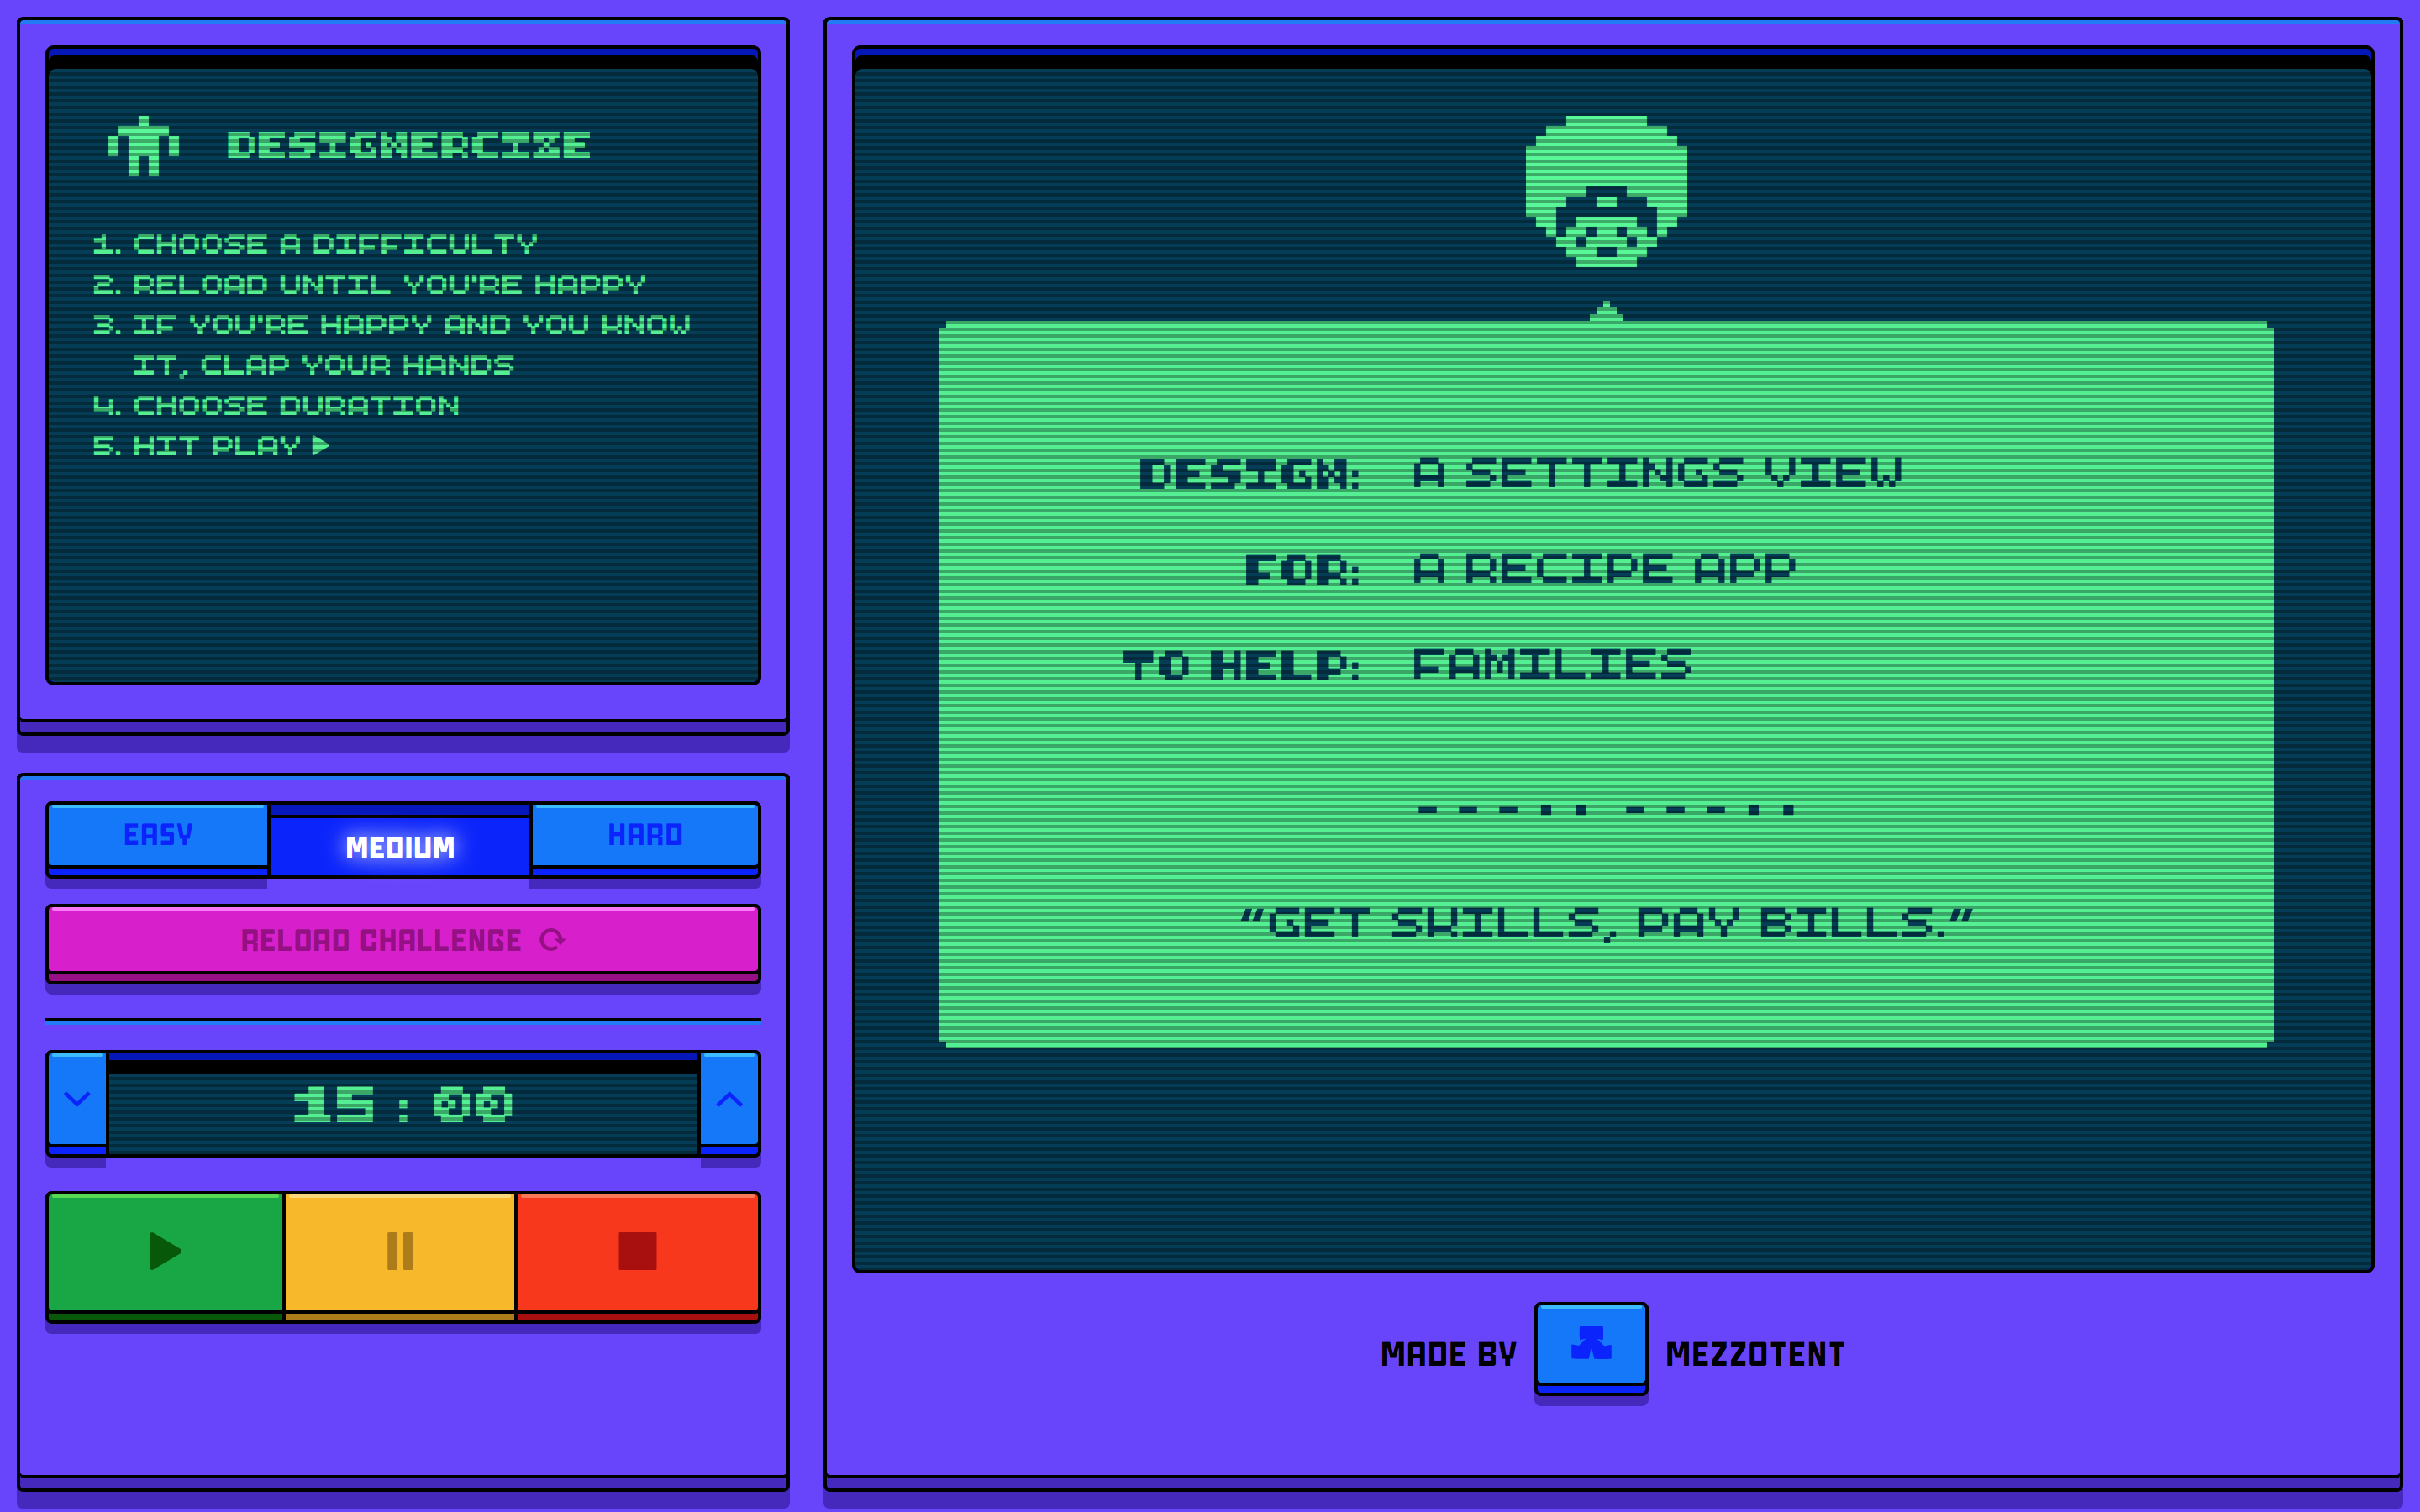 DESIGNERCIZE
1. CHOOSE A DIFFICULTY
2. RELOAD UNTIL YOU'RE HAPPY
3. IF YOU'RE HAPPY AND YOU KNOW
IT, CLAP YOUR HANDS
4. CHOOSE DURATION
5. HIT PLAY ▶
EASY
MEDIUM
HARD
RELOAD CHALLENGE
15:00
DESIGN: A SETTINGS VIEW
FOR: A RECIPE APP
TO HELP: FAMILIES
---·· ---··
"GET SKILLS, PAY BILLS."
MADE BY MEZZOTENT